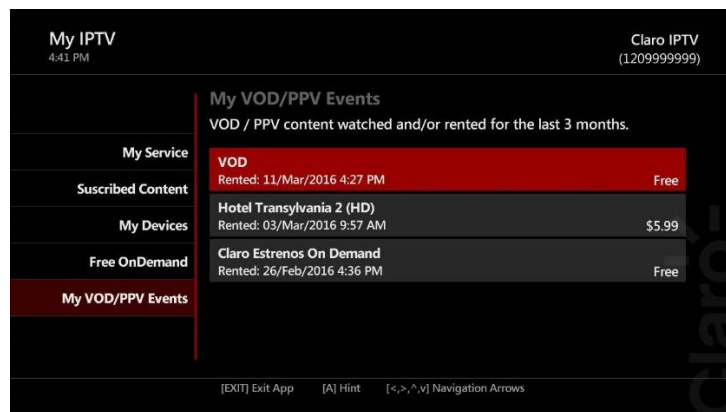 My IPTV
4:41 PM
Claro IPTV
(1209999999)
My Service
Suscribed Content
My Devices
Free OnDemand
My VOD/PPV Events
My VOD/PPV Events
VOD / PPV content watched and/or rented for the last 3 months.
VOD
Rented: 11/Mar/2016 4:27 PM Free
Hotel Transylvania 2 (HD)
Rented: 03/Mar/2016 9:57 AM $5.99
Claro Estrenos On Demand
Rented: 26/Feb/2016 4:36 PM Free
Claro-
[EXIT] Exit App [A] Hint [<,>,^,v] Navigation Arrows